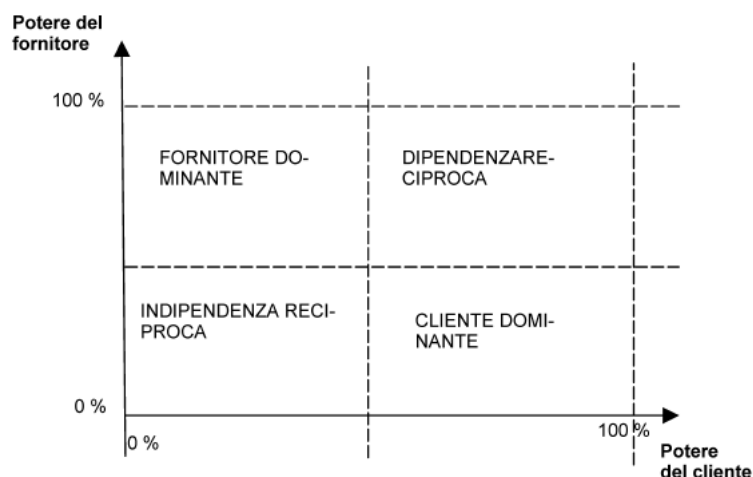 Potere del
fornitore
100 %
FORNITORE DO-
MINANTE
DIPENDENZARE-
CIPROCA
INDIPENDENZA RECI-
PROCA
CLIENTE DOMI-
NANTE
0 %
0 %
100 %
Potere
del cliente